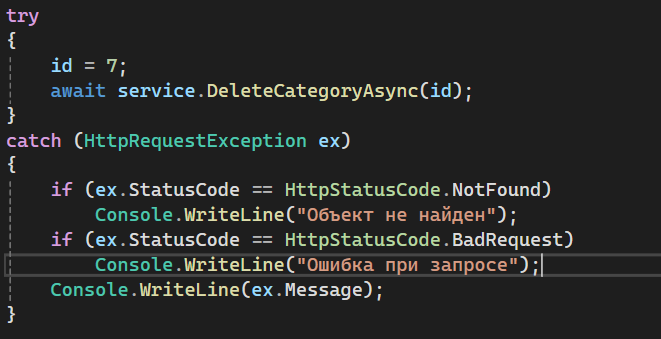 try
{
    id = 7;
    await service.DeleteCategoryAsync(id);
}
catch (HttpRequestException ex)
{
    if (ex.StatusCode == HttpStatusCode.NotFound)
        Console.WriteLine("Объект не найден");
    if (ex.StatusCode == HttpStatusCode.BadRequest)
        Console.WriteLine("Ошибка при запросе");
    Console.WriteLine(ex.Message);
}